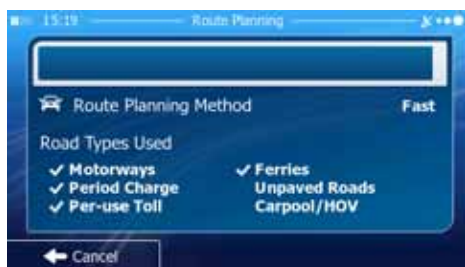 15:19 Route Planning
Route Planning Method Fast
Road Types Used
Motorways Ferries
Period Charge Unpaved Roads
Per-use Toll Carpool/HOV
Cancel